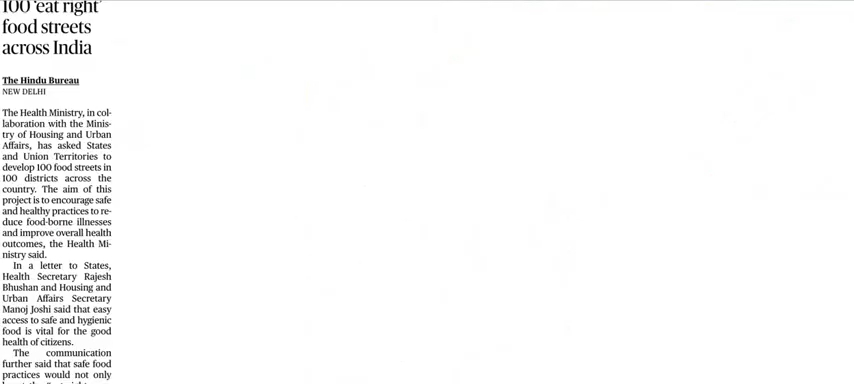 100 ‘eat right’
food streets
across India
The Hindu Bureau
NEW DELHI
The Health Ministry, in col-
laboration with the Minis-
try of Housing and Urban
Affairs, has asked States
and Union Territories to
develop 100 food streets in
100 districts across the
country. The aim of this
project is to encourage safe
and healthy practices to re-
duce food-borne illnesses
and improve overall health
outcomes, the Health Mi-
nistry said.
In a letter to States,
Health Secretary Rajesh
Bhushan and Housing and
Urban Affairs Secretary
Manoj Joshi said that easy
access to safe and hygienic
food is vital for the good
health of citizens.
The communication
further said that safe food
practices would not only